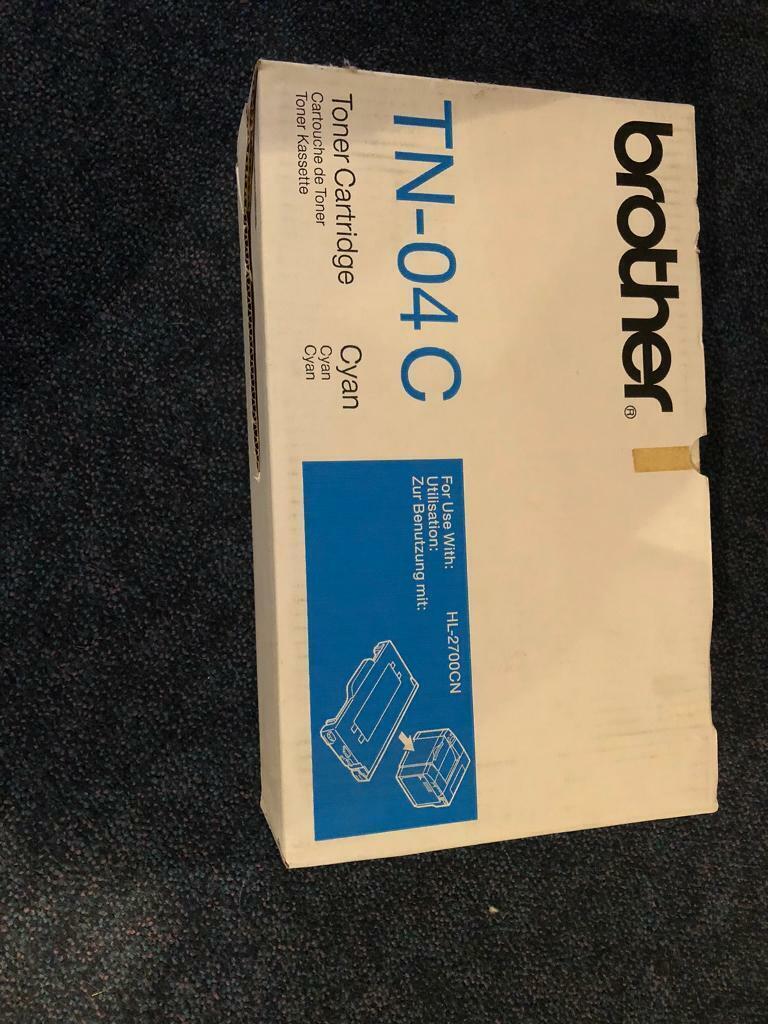 brother®
TN-04 C
Toner Cartridge Cyan
Cartouche de Toner Cyan
Toner Kassette Cyan
For Use With: HL-2700CN
Utilisation:
Zur Benutzung mit: